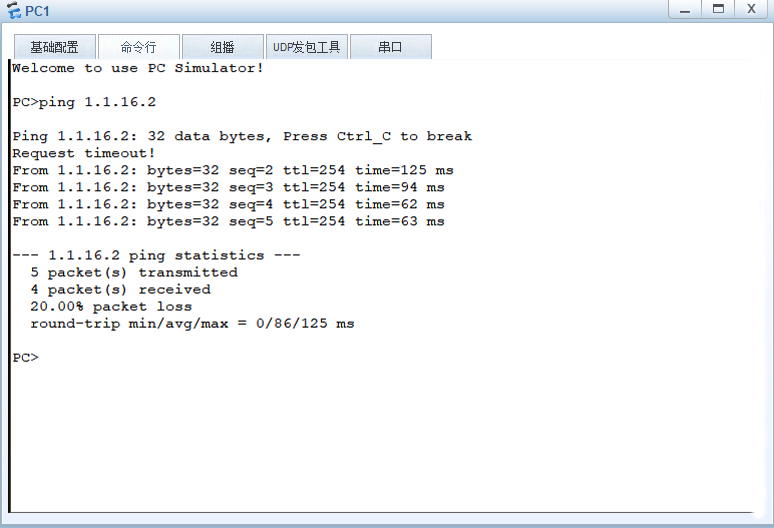 PC1
基础配置 命令行 组播 UDP发包工具 串口
Welcome to use PC Simulator!
PC>ping 1.1.16.2
Ping 1.1.16.2: 32 data bytes, Press Ctrl_C to break
Request timeout!
From 1.1.16.2: bytes=32 seq=2 ttl=254 time=125 ms
From 1.1.16.2: bytes=32 seq=3 ttl=254 time=94 ms
From 1.1.16.2: bytes=32 seq=4 ttl=254 time=62 ms
From 1.1.16.2: bytes=32 seq=5 ttl=254 time=63 ms
--- 1.1.16.2 ping statistics ---
5 packet(s) transmitted
4 packet(s) received
20.00% packet loss
round-trip min/avg/max = 0/86/125 ms
PC>